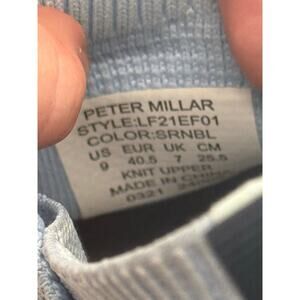 PETER MILLAR
STYLE:LF21EF01
COLOR:SRNBL
US EUR UK CM
9 40.5 7 25.5
KNIT UPPER
MADE IN CHINA
0321